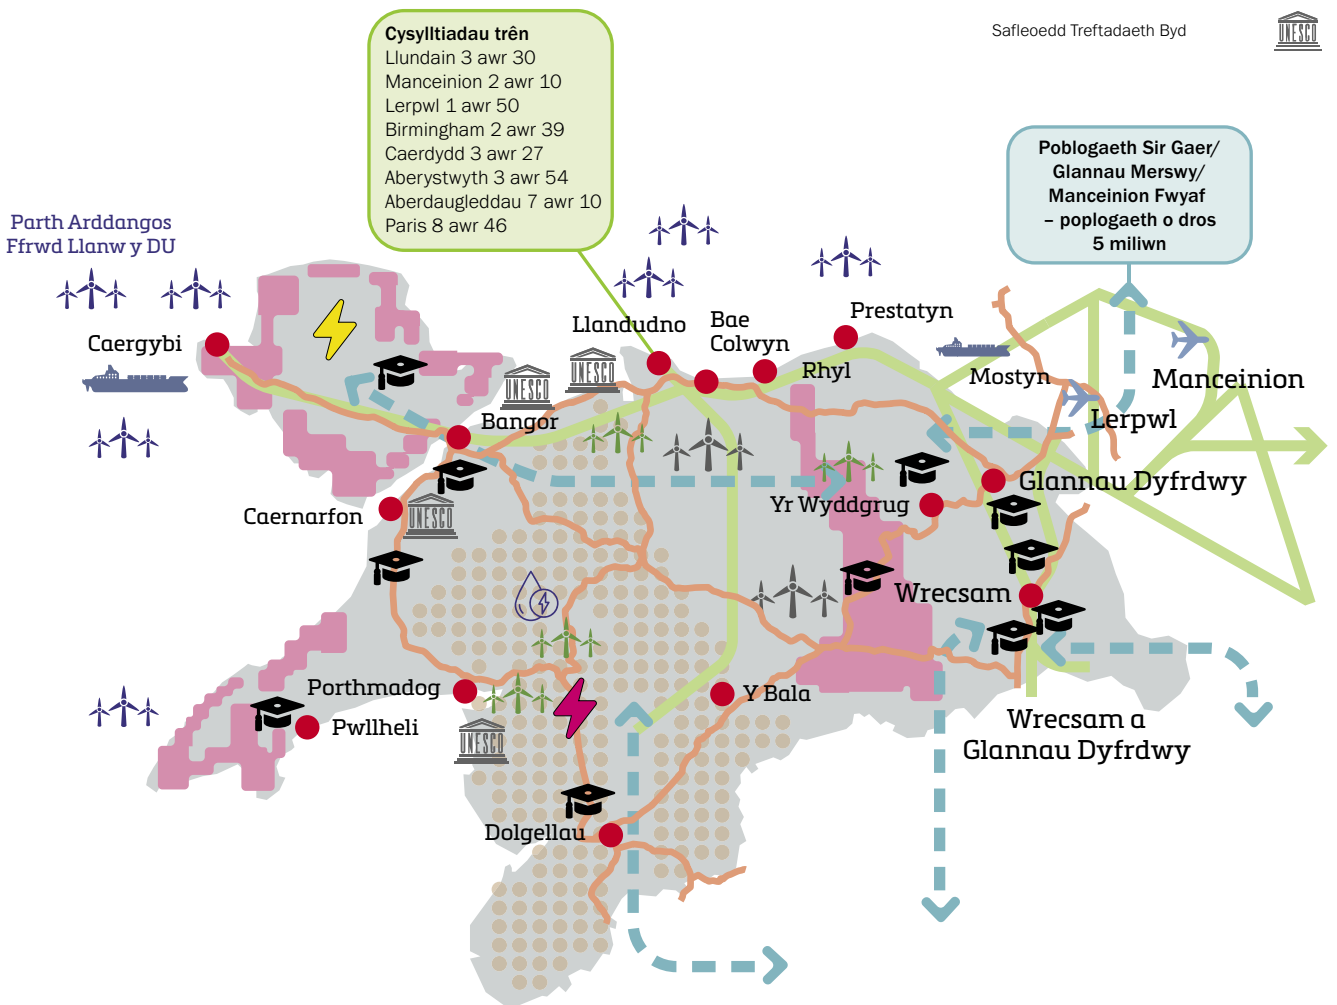 Cysylltiadau trên
Llundain 3 awr 30
Manceinion 2 awr 10
Lerpwl 1 awr 50
Birmingham 2 awr 39
Caerdydd 3 awr 27
Aberystwyth 3 awr 54
Aberdaugleddau 7 awr 10
Paris 8 awr 46
Safleoedd Treftadaeth Byd
UNESCO
Poblogaeth Sir Gaer/
Glannau Merswy/
Manceinion Fwyaf
– poplogaeth o dros
5 miliwn
Parth Arddangos
Ffrwd Llanw y DU
Caergybi
Llandudno
Bae
Colwyn
Prestatyn
Rhyl
Mostyn
Manceinion
Lerpwl
UNESCO
UNESCO
Bangor
Glannau Dyfrdwy
Yr Wyddgrug
Caernarfon
UNESCO
Wrecsam
Porthmadog
Pwllheli
UNESCO
Y Bala
Wrecsam a
Glannau Dyfrdwy
Dolgellau